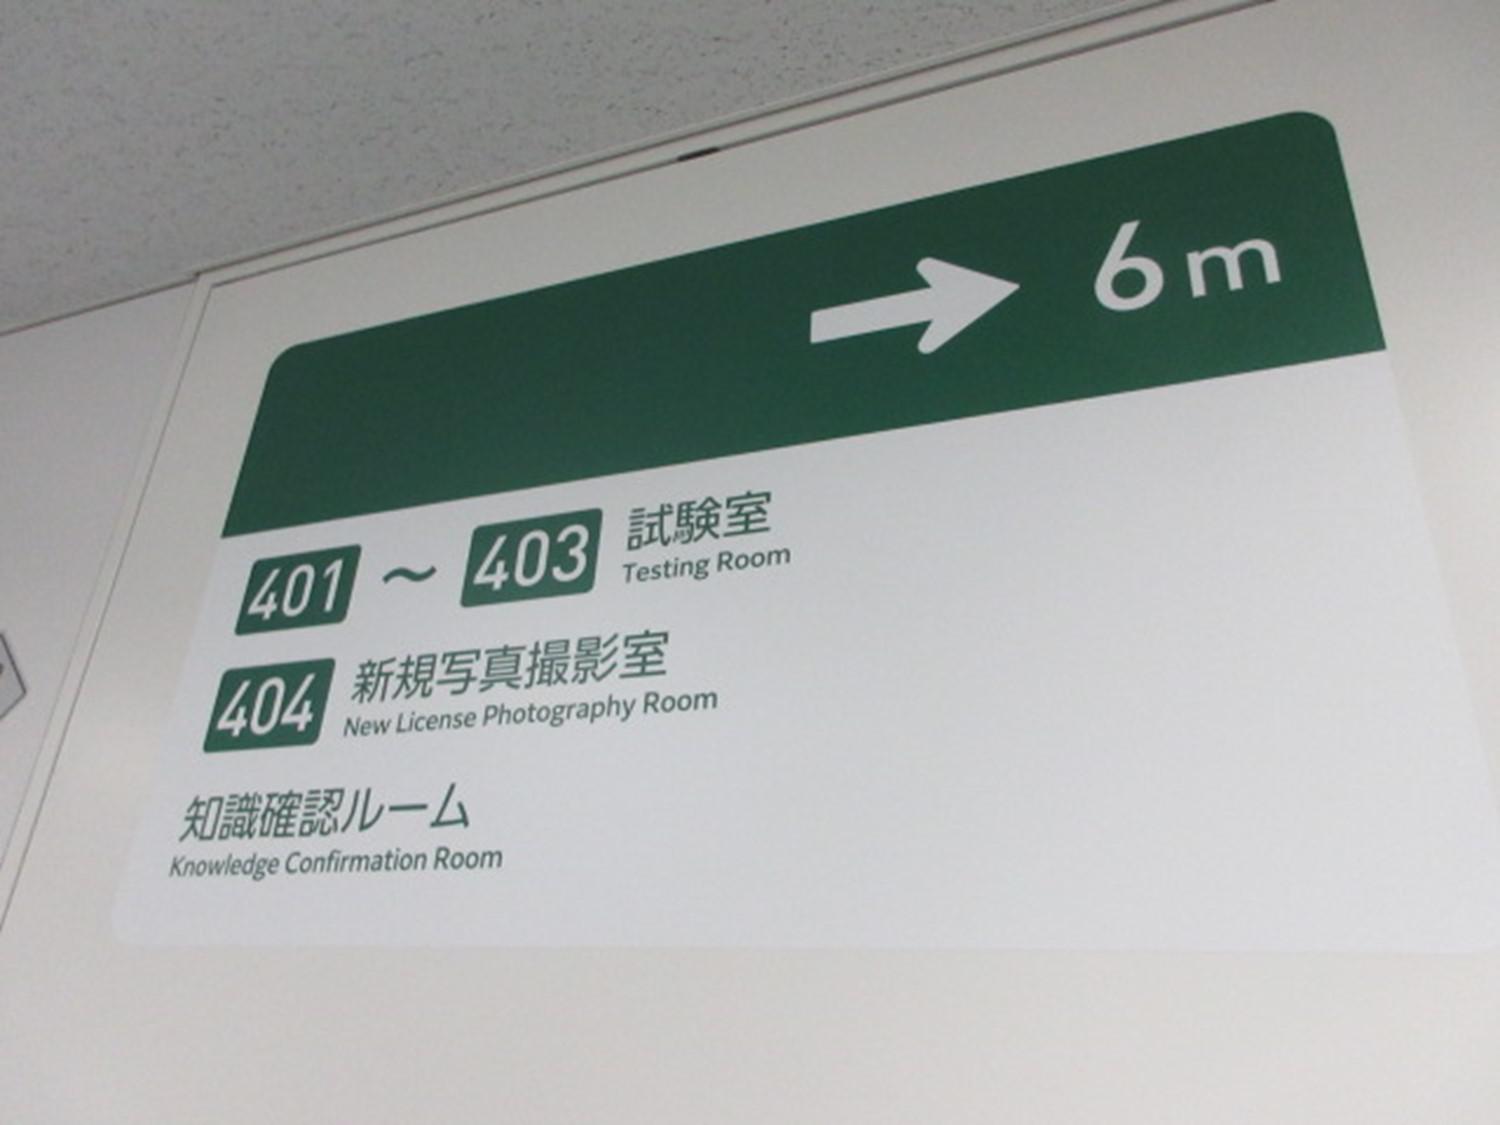 → 6m
401 ~ 403 試験室
Testing Room
404 新規写真撮影室
New License Photography Room
知識確認ルーム
Knowledge Confirmation Room